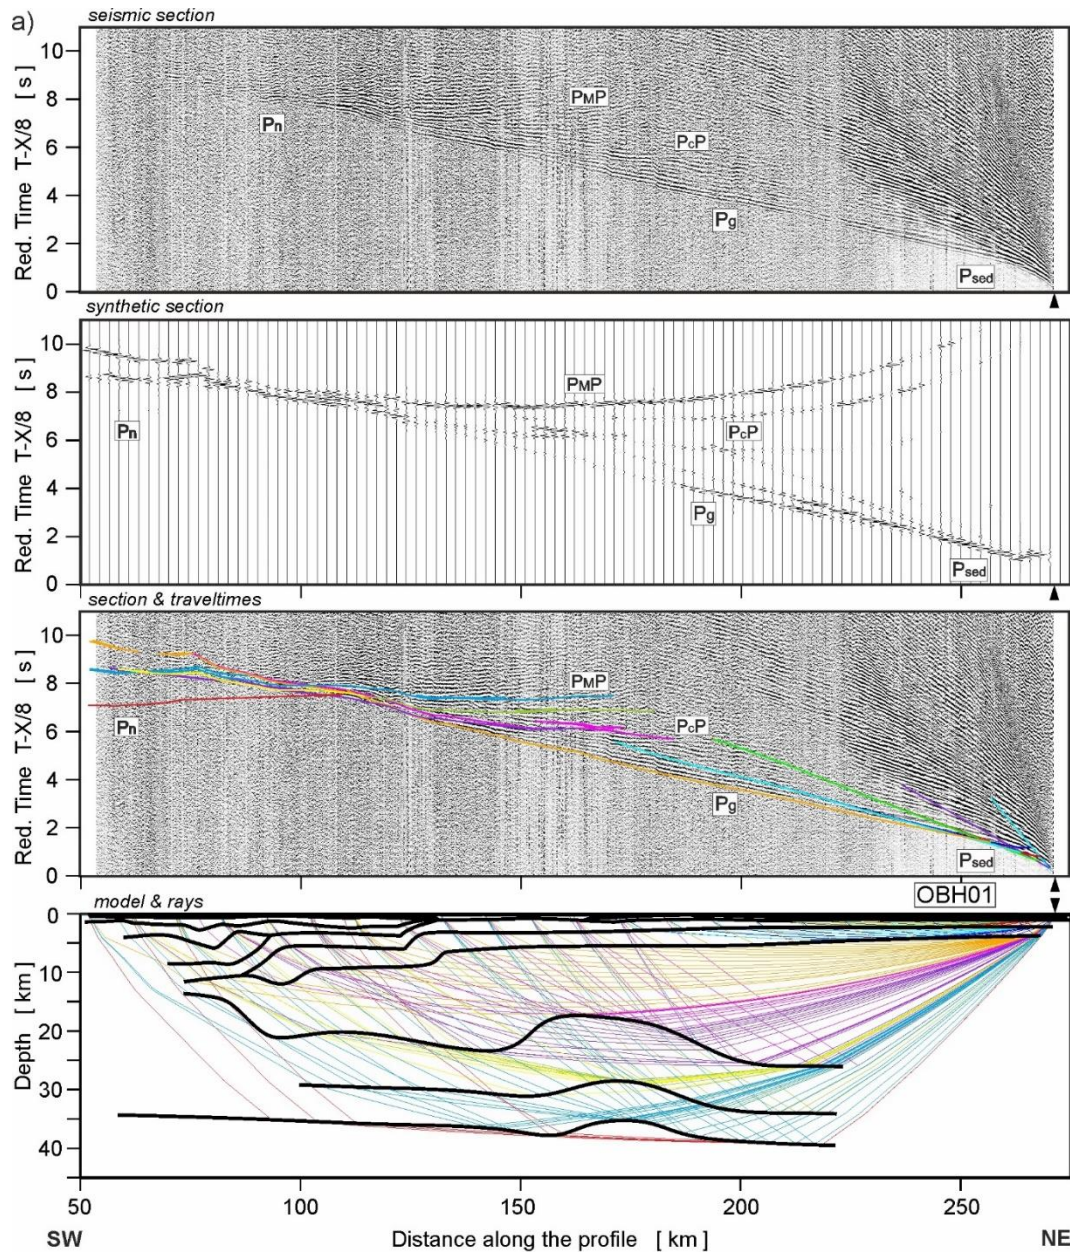 a) seismic section
Red. Time T-X/8 [ s ]
10
8
6
4
2
0
PMP
Pn
PcP
Pg
Psed
synthetic section
Red. Time T-X/8 [ s ]
10
8
6
4
2
0
PMP
Pn
PcP
Pg
Psed
section & traveltimes
Red. Time T-X/8 [ s ]
10
8
6
4
2
0
PMP
Pn
PcP
Pg
Psed
OBH01
model & rays
Depth [ km ]
0
10
20
30
40
50 100 150 200 250
SW Distance along the profile [ km ] NE